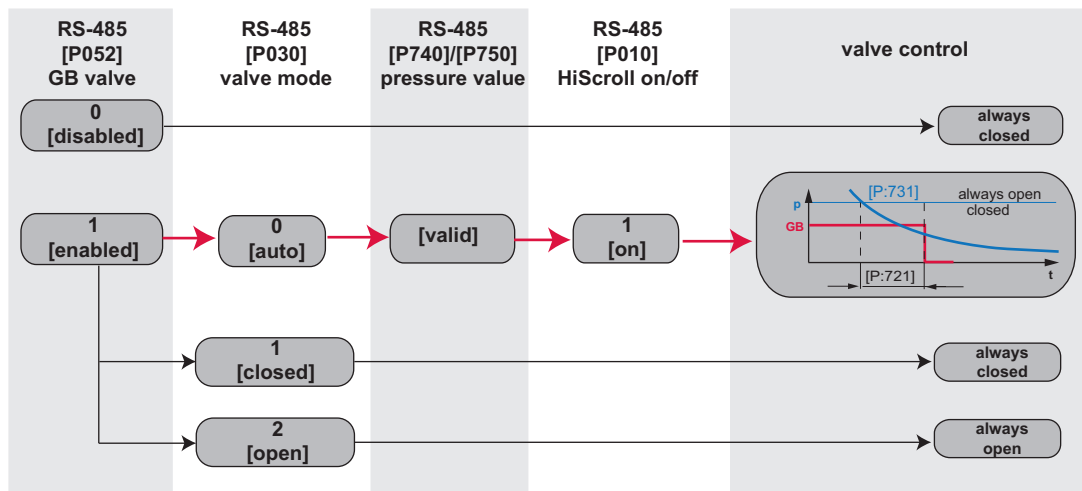 RS-485
[P052]
GB valve
RS-485
[P030]
valve mode
RS-485
[P740]/[P750]
pressure value
RS-485
[P010]
HiScroll on/off
valve control
0
[disabled]
always
closed
1
[enabled]
0
[auto]
[valid]
1
[on]
[P:731]
always open
p
closed
GB
t
[P:721]
1
[closed]
always
closed
2
[open]
always
open